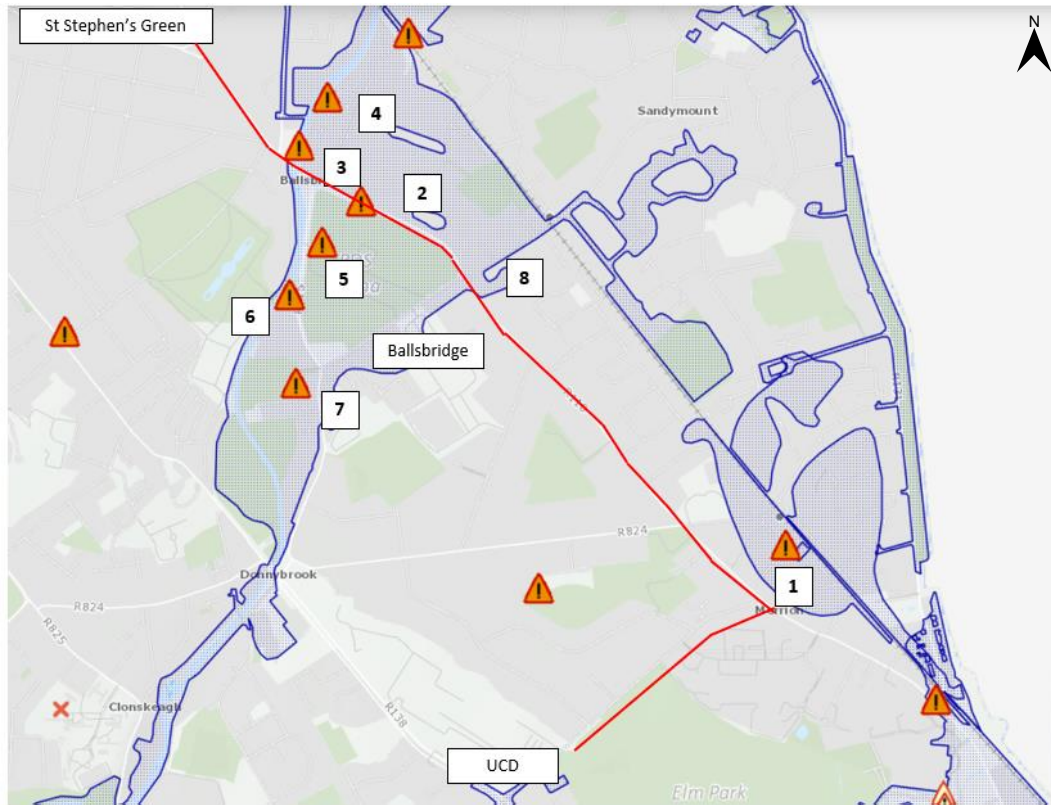 St Stephen's Green
N
Sandymount
4
3
Ballsb
2
5
8
6
Ballsbridge
7
R824
1
Donnybrook
R824
R825
Clonskeagh
R138
UCD
Elm Park